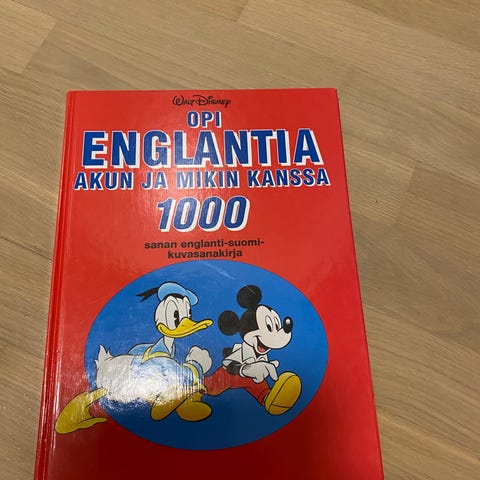 Walt Disney
OPI
ENGLANTIA
AKUN JA MIKIN KANSSA
1000
sanan englanti-suomi-
kuvasanakirja